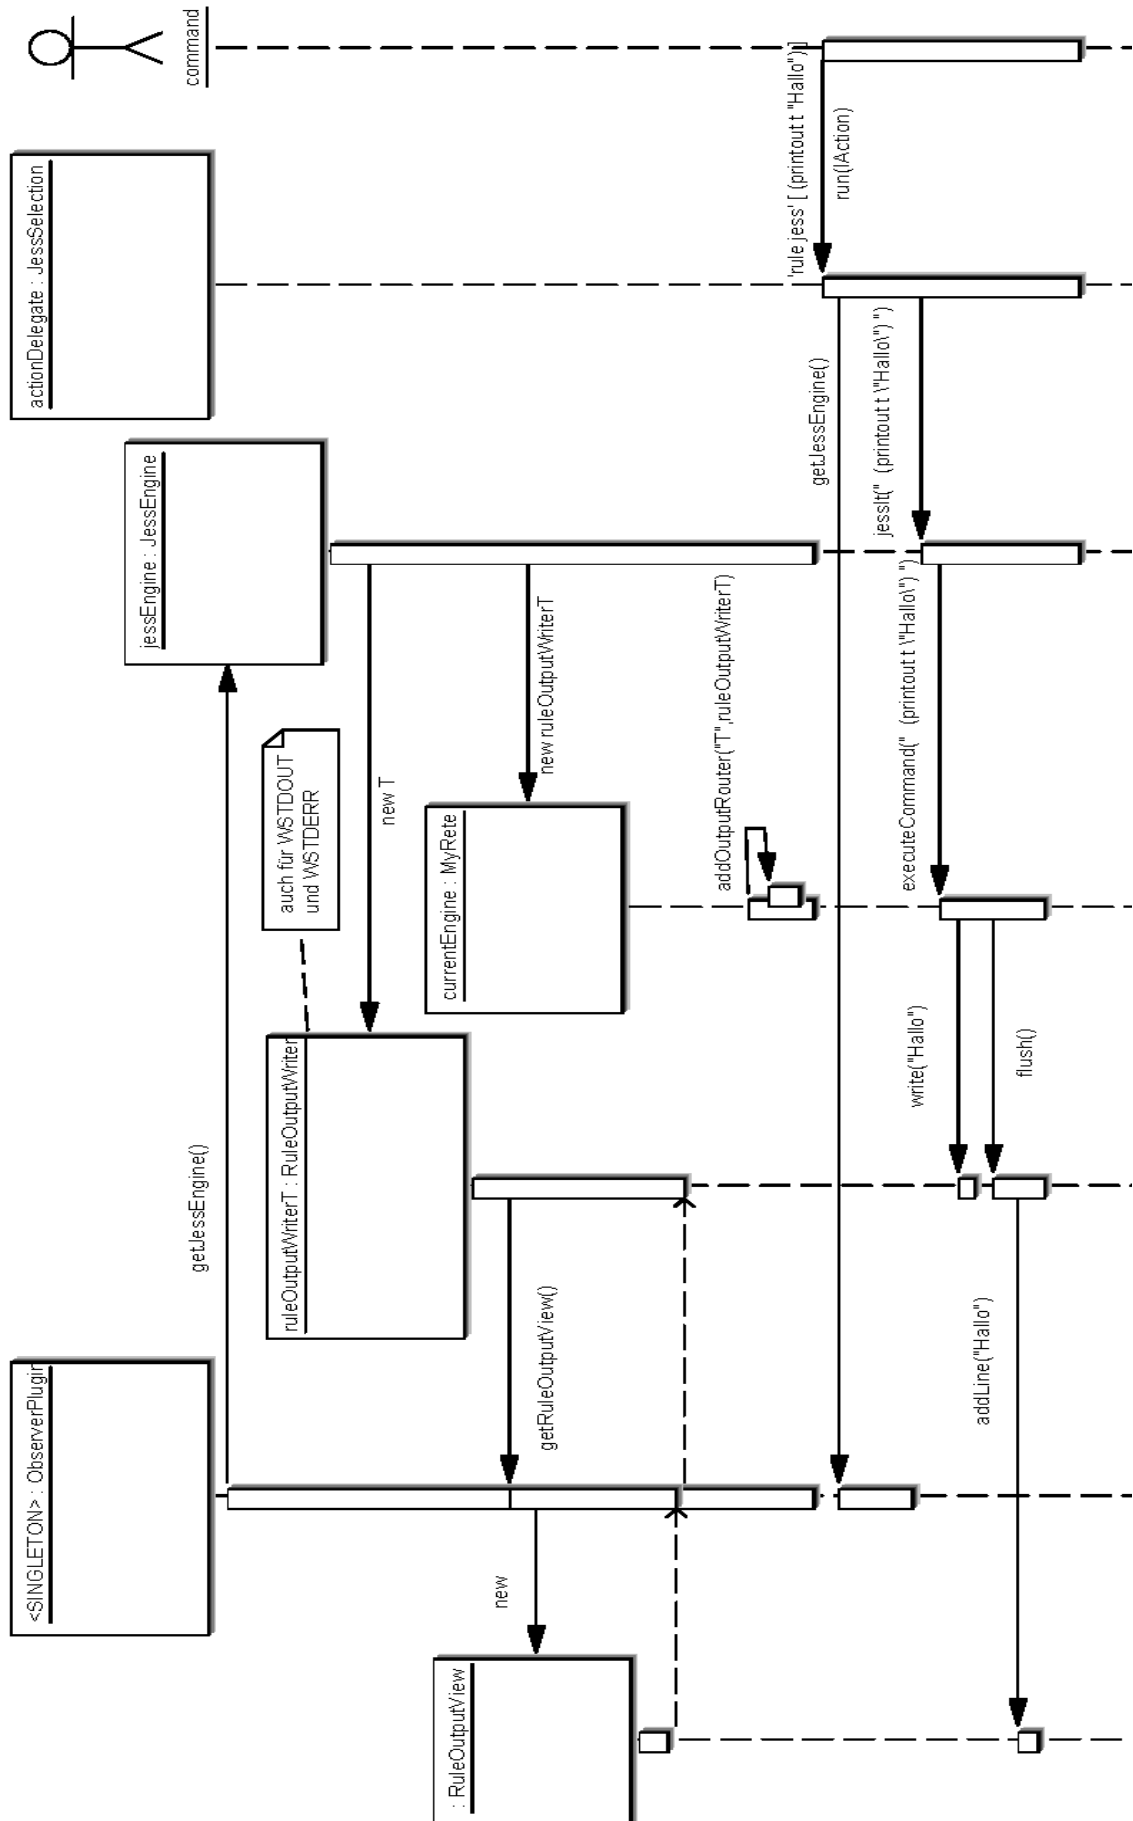 command
actionDelegate : JessSelection
jessEngine : JessEngine
getJessEngine()
<SINGLETON> : ObserverPlugin
auch für WSTDOUT
und WSTDERR
ruleOutputWriterT : RuleOutputWriter
new T
currentEngine : MyRete
new ruleOutputWriterT
getRuleOutputView()
new
: RuleOutputView
addOutputRouter("T",ruleOutputWriterT)
'rule jess' [ (printout t "Hallo") ]
run(IAction)
getJessEngine()
jessIt(" (printout t \"Hallo\") ")
executeCommand(" (printout t \"Hallo\") ")
write("Hallo")
flush()
addLine("Hallo")